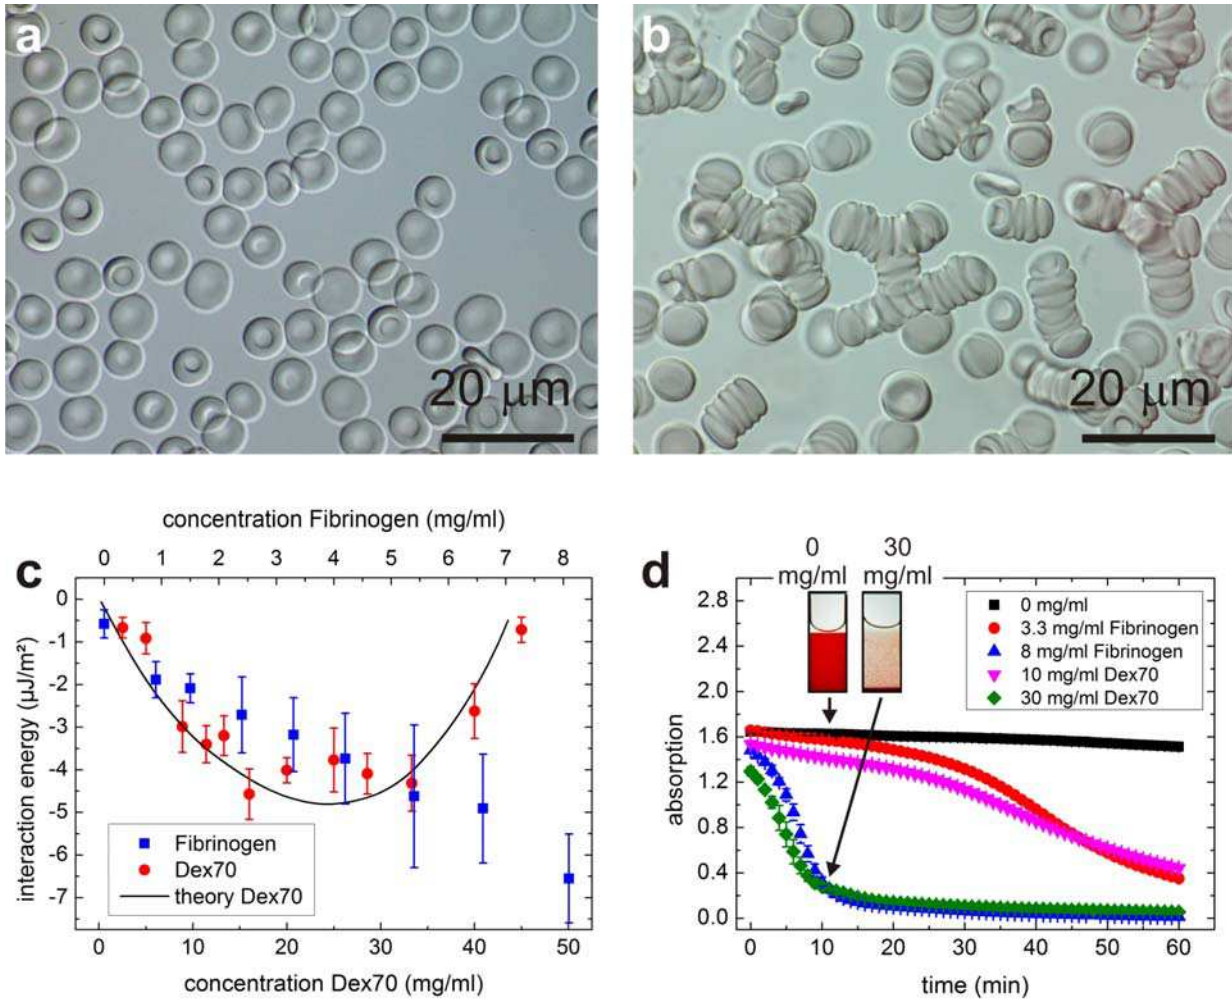 a
b
20 μm
20 μm
c
concentration Fibrinogen (mg/ml)
0 1 2 3 4 5 6 7 8
interaction energy (μJ/m²)
0
-1
-2
-3
-4
-5
-6
-7
Fibrinogen
Dex70
theory Dex70
0 10 20 30 40 50
concentration Dex70 (mg/ml)
d
0 mg/ml
30 mg/ml
absorption
2.8
2.4
2.0
1.6
1.2
0.8
0.4
0.0
0 mg/ml
3.3 mg/ml Fibrinogen
8 mg/ml Fibrinogen
10 mg/ml Dex70
30 mg/ml Dex70
0 10 20 30 40 50 60
time (min)